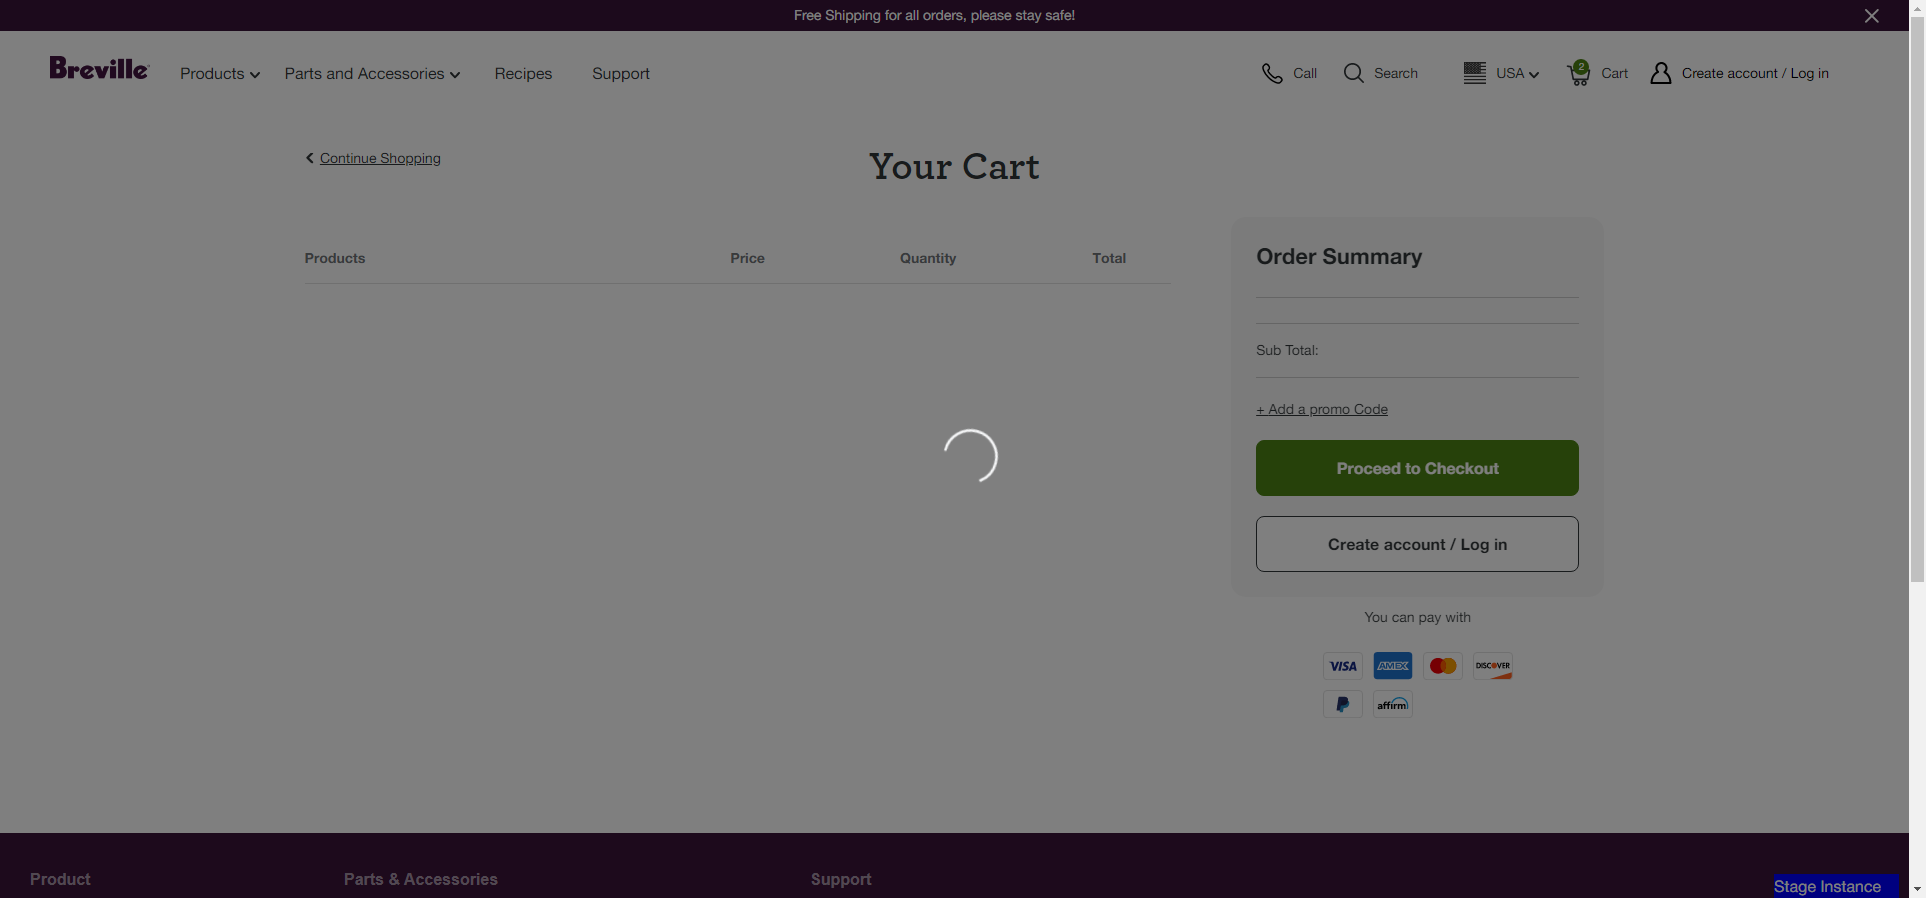 Free Shipping for all orders, please stay safe!
Breville
Products
Parts and Accessories
Recipes
Support
Call
Search
USA
2
Cart
Create account / Log in
Continue Shopping
Your Cart
Products
Price
Quantity
Total
Order Summary
Sub Total:
+ Add a promo Code
Proceed to Checkout
Create account / Log in
You can pay with
VISA
AMEX
DISCOVER
affirm
Product
Parts & Accessories
Support
Stage Instance